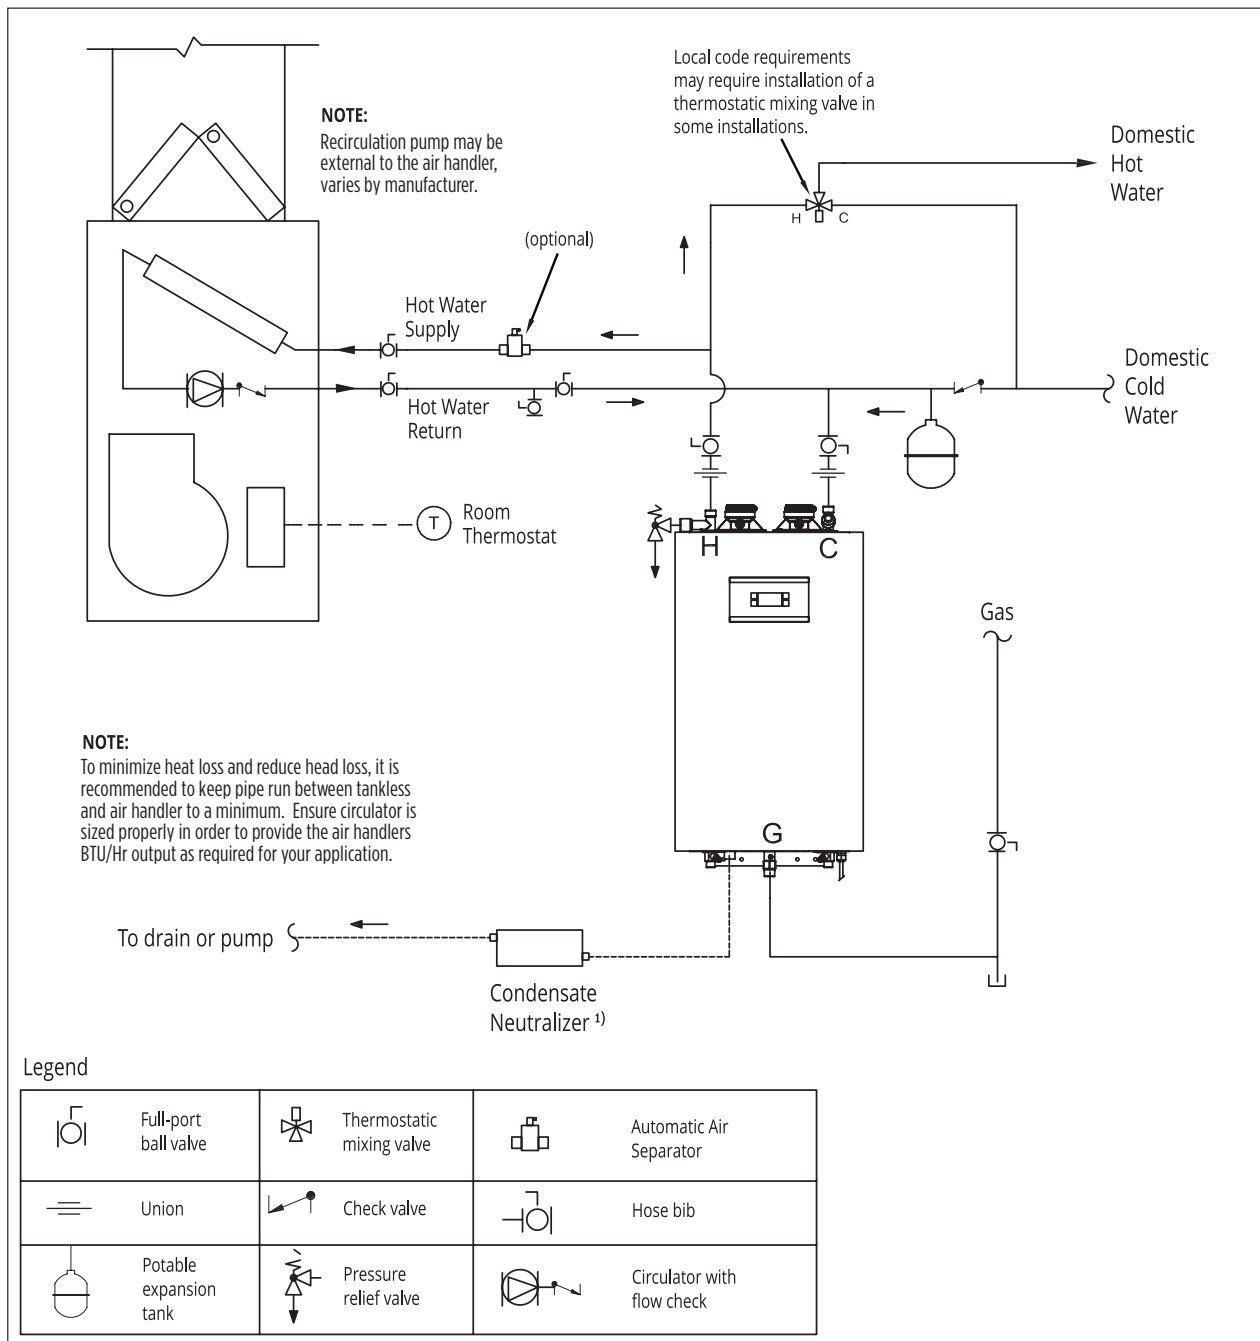 NOTE:
Recirculation pump may be
external to the air handler,
varies by manufacturer.
Local code requirements
may require installation of a
thermostatic mixing valve in
some installations.
Domestic
Hot
Water
H
C
(optional)
Hot Water
Supply
Hot Water
Return
Domestic
Cold
Water
T
Room
Thermostat
H
C
Gas
NOTE:
To minimize heat loss and reduce head loss, it is
recommended to keep pipe run between tankless
and air handler to a minimum. Ensure circulator is
sized properly in order to provide the air handlers
BTU/Hr output as required for your application.
G
To drain or pump
Condensate
Neutralizer ¹⁾
Legend
Full-port
ball valve
Thermostatic
mixing valve
Automatic Air
Separator
Union
Check valve
Hose bib
Potable
expansion
tank
Pressure
relief valve
Circulator with
flow check